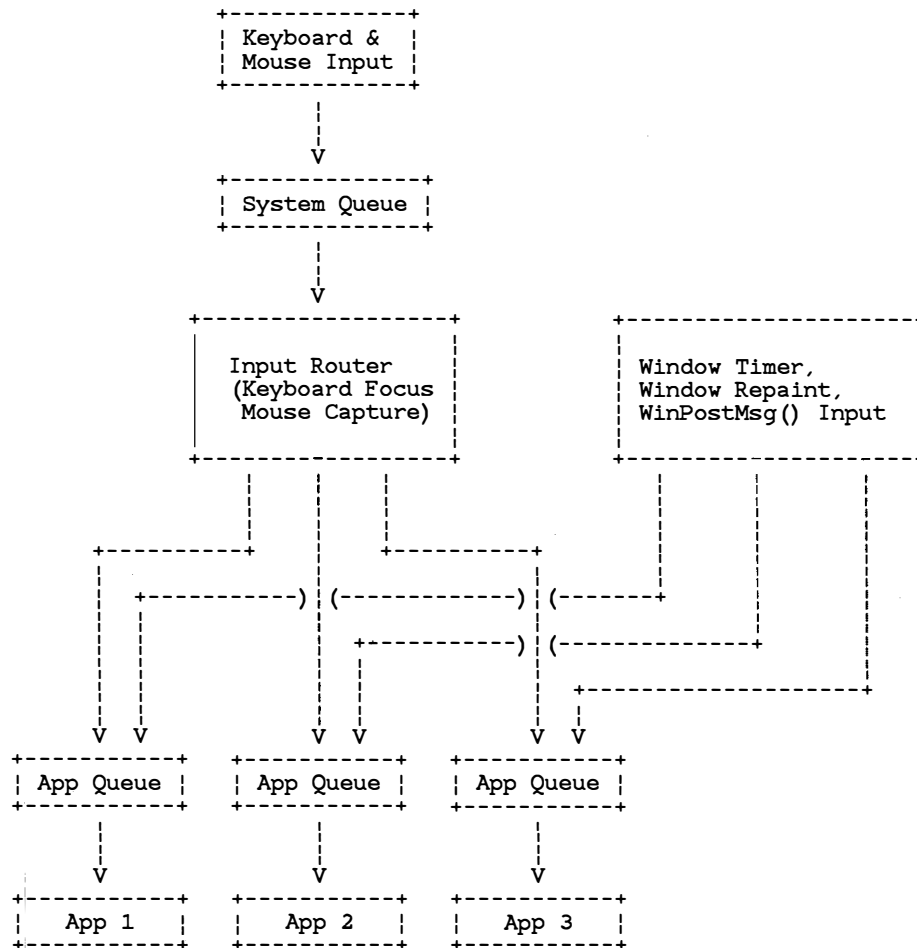 Keyboard &
Mouse Input
System Queue
Input Router
(Keyboard Focus
Mouse Capture)
Window Timer,
Window Repaint,
WinPostMsg() Input
App Queue
App Queue
App Queue
App 1
App 2
App 3